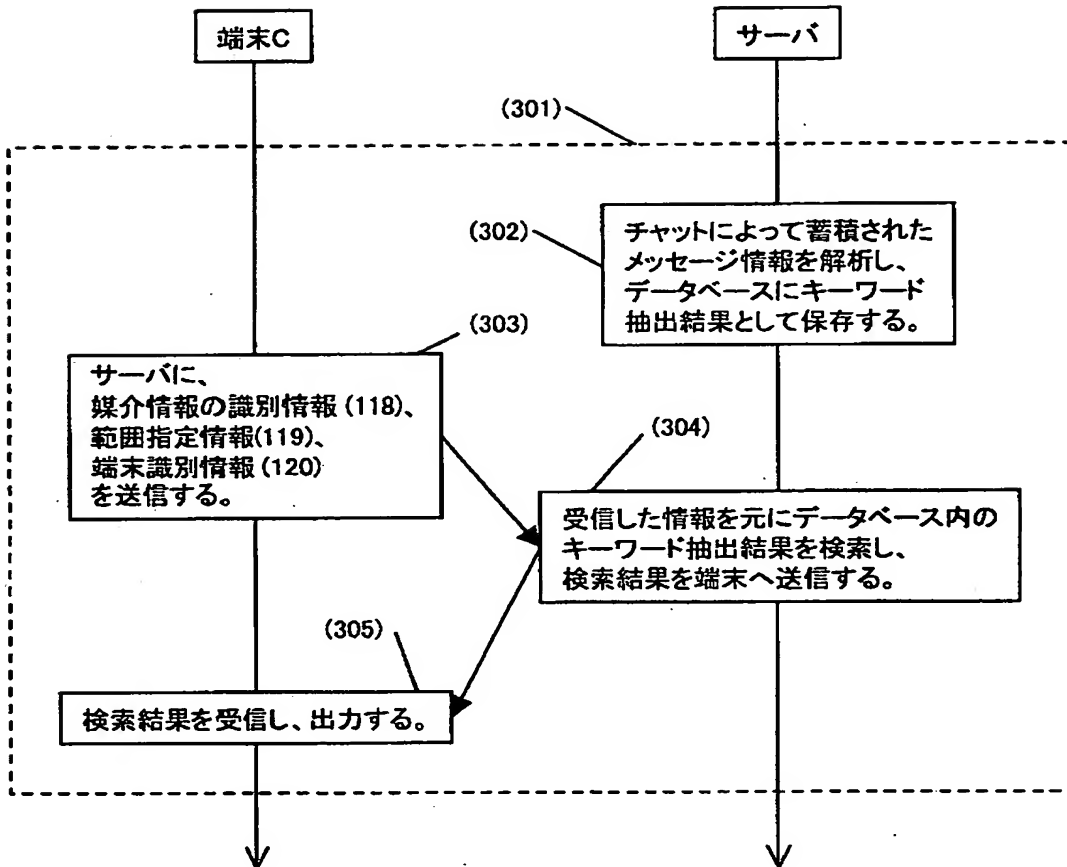 端末C
サーバ
(301)
(302)
チャットによって蓄積された
メッセージ情報を解析し、
データベースにキーワード
抽出結果として保存する。
(303)
サーバに、
媒介情報の識別情報(118)、
範囲指定情報(119)、
端末識別情報(120)
を送信する。
(304)
受信した情報を元にデータベース内の
キーワード抽出結果を検索し、
検索結果を端末へ送信する。
(305)
検索結果を受信し、出力する。